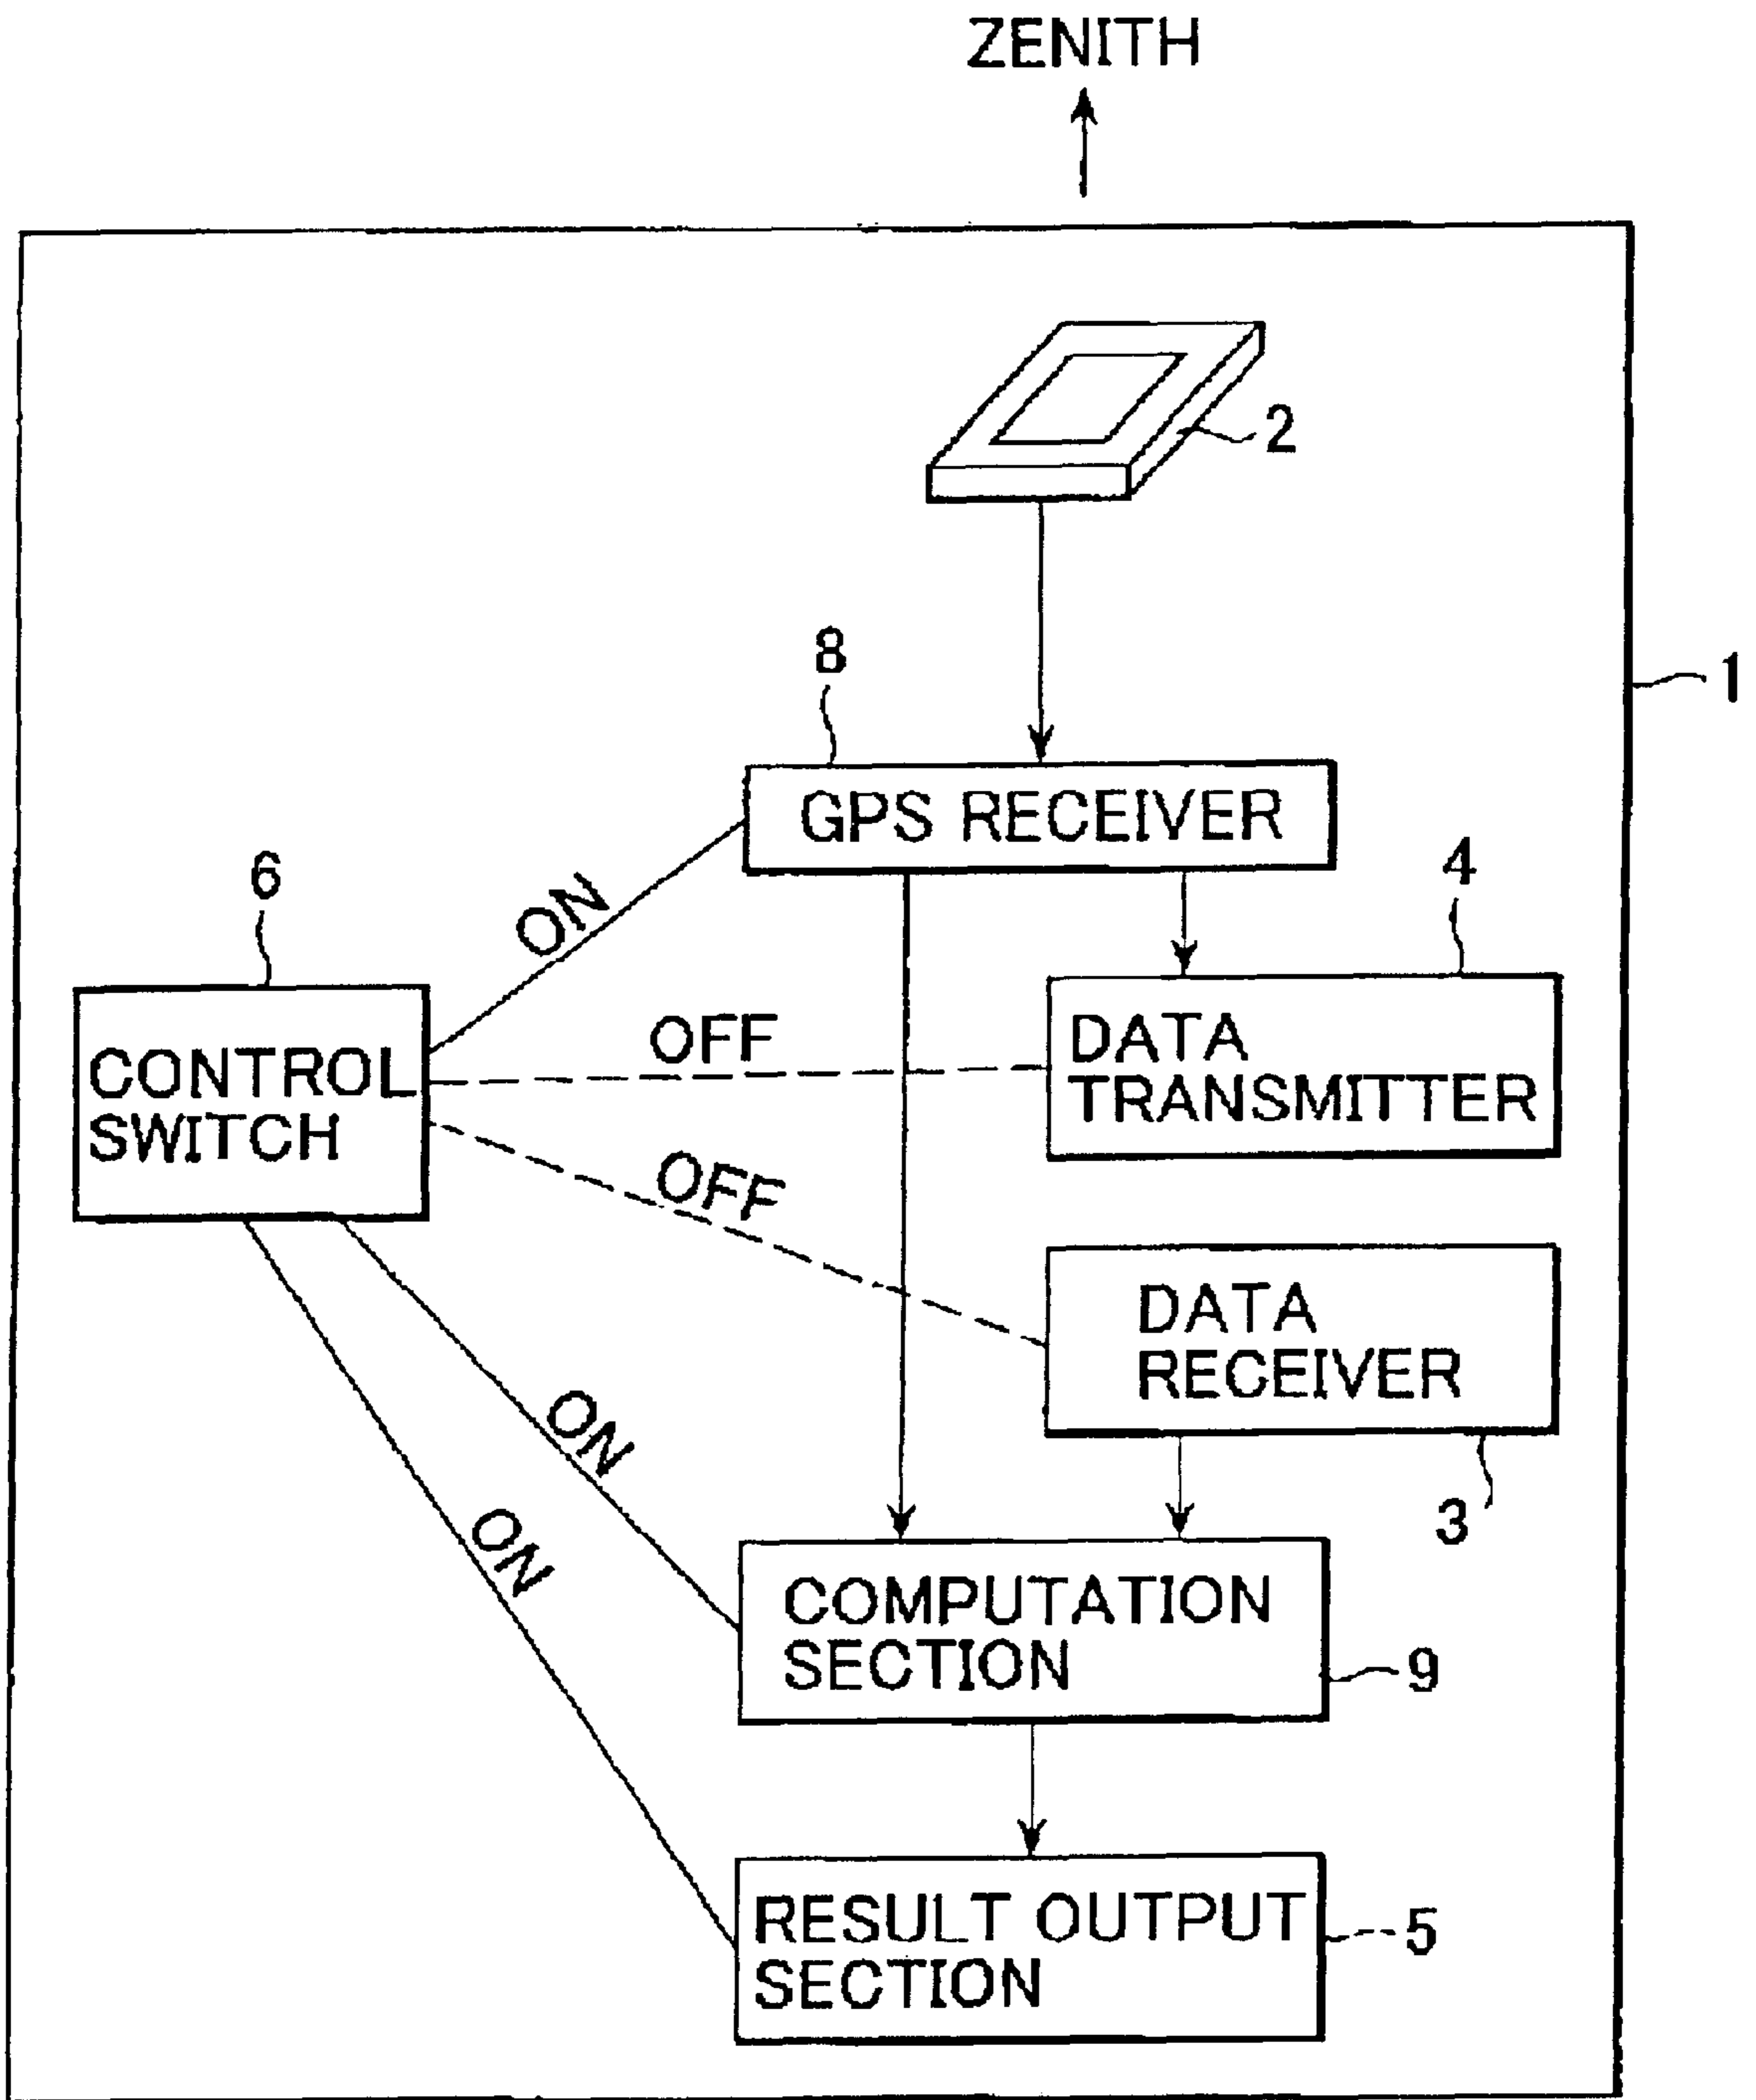 ZENITH
2
8
1
GPS RECEIVER
4
6
ON
OFF
DATA
TRANSMITTER
CONTROL
SWITCH
OFF
DATA
RECEIVER
ON
3
ON
COMPUTATION
SECTION
9
RESULT OUTPUT
SECTION
5